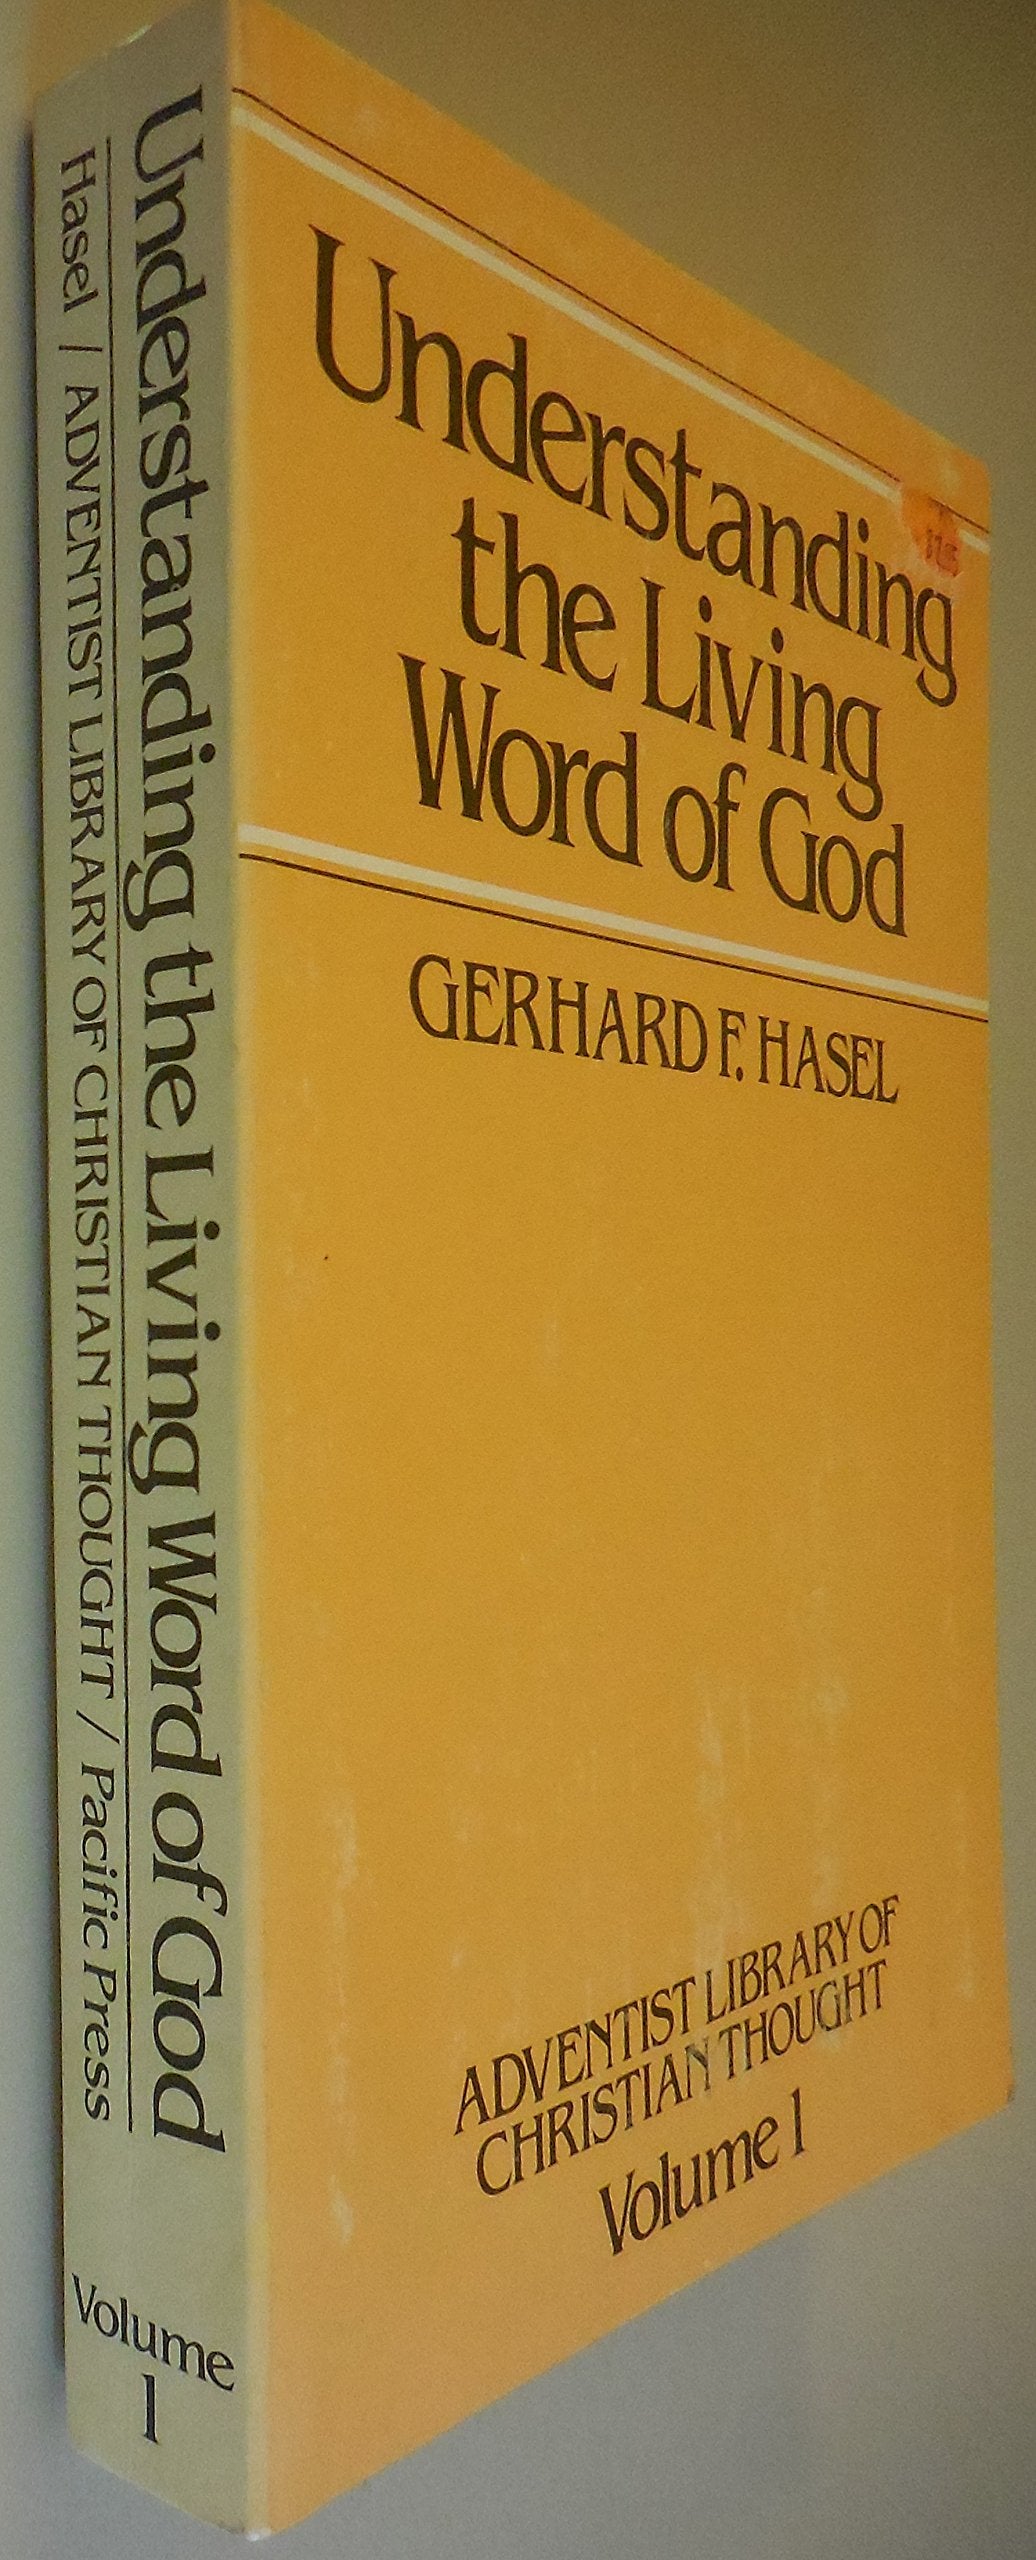 Understanding
the Living
Word of God
GERHARD F. HASEL
ADVENTIST LIBRARY OF
CHRISTIAN THOUGHT
Volume 1
Understanding the Living Word of God
Hasel / ADVENTIST LIBRARY OF CHRISTIAN THOUGHT / Pacific Press
Volume
1